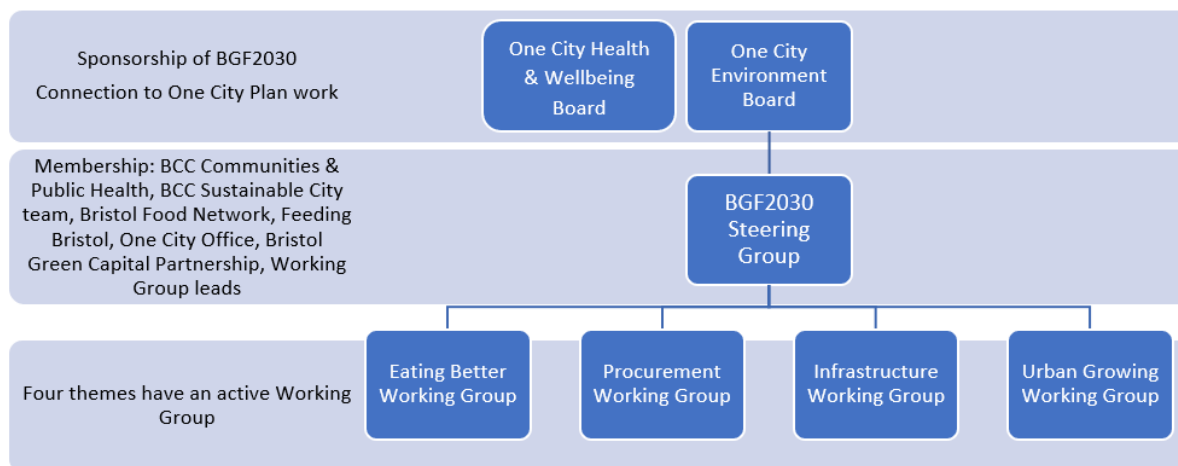 Sponsorship of BGF2030
Connection to One City Plan work
One City Health
& Wellbeing
Board
One City
Environment
Board
Membership: BCC Communities &
Public Health, BCC Sustainable City
team, Bristol Food Network, Feeding
Bristol, One City Office, Bristol
Green Capital Partnership, Working
Group leads
BGF2030
Steering
Group
Four themes have an active Working
Group
Eating Better
Working Group
Procurement
Working Group
Infrastructure
Working Group
Urban Growing
Working Group